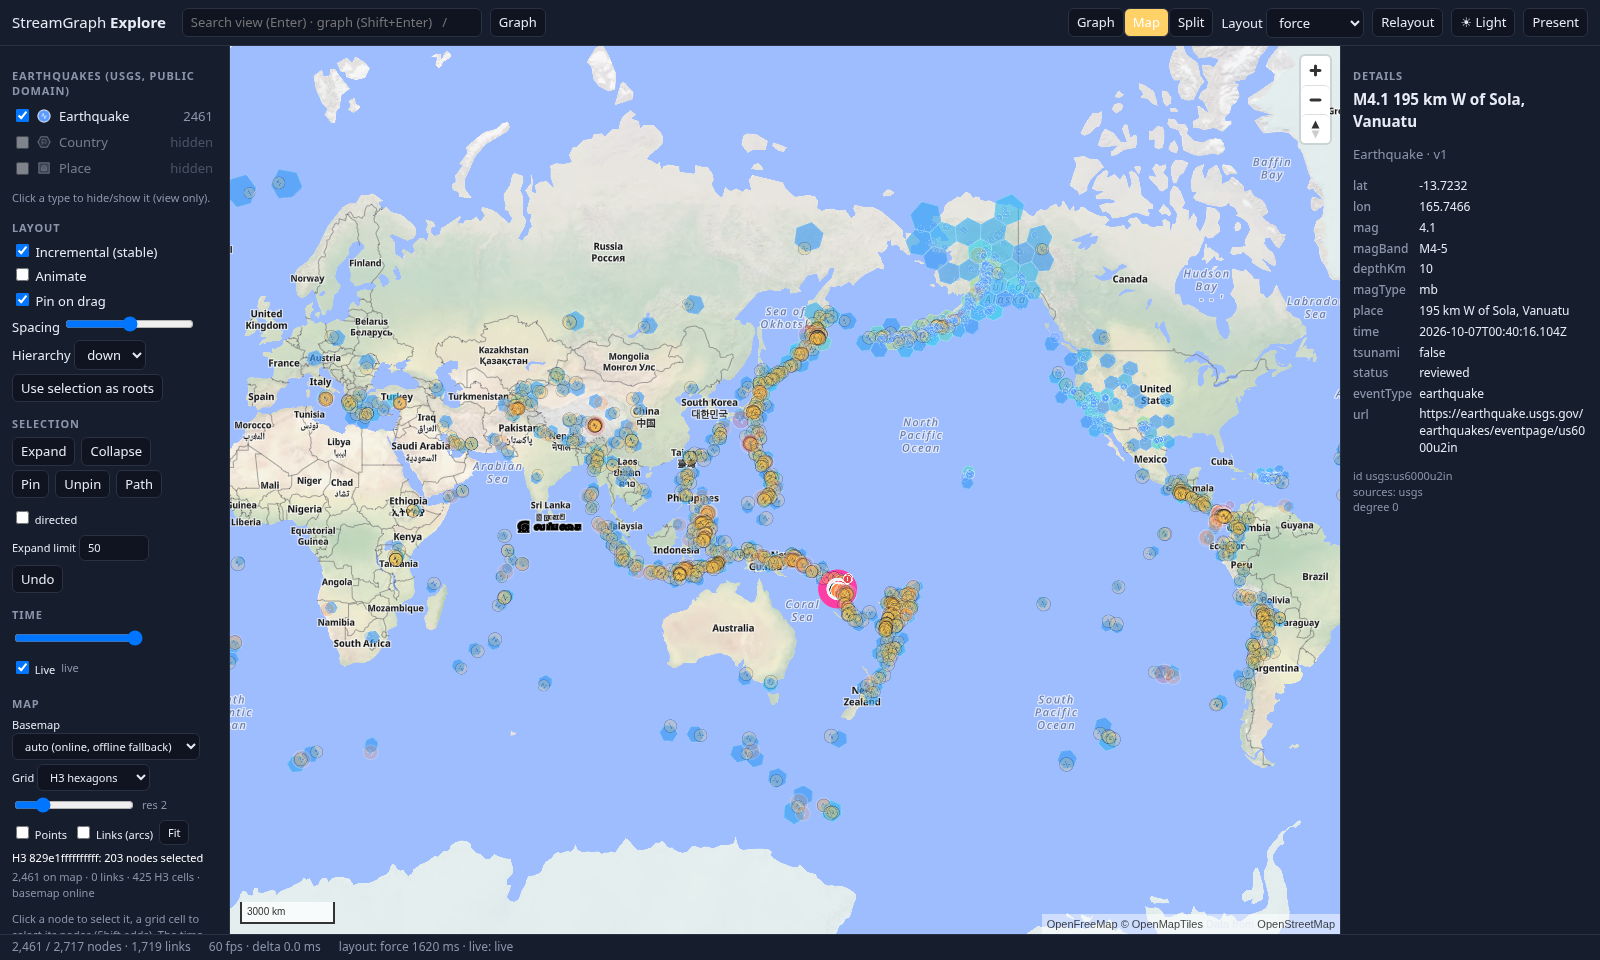 StreamGraph Explore
Search view (Enter) · graph (Shift+Enter) /
Graph
Graph
Map
Split
Layout
force
Relayout
☀ Light
Present
EARTHQUAKES (USGS, PUBLIC
DOMAIN)
Earthquake 2461
Country hidden
Place hidden
Click a type to hide/show it (view only).
LAYOUT
Incremental (stable)
Animate
Pin on drag
Spacing
Hierarchy down
Use selection as roots
SELECTION
Expand
Collapse
Pin
Unpin
Path
directed
Expand limit 50
Undo
TIME
Live live
MAP
Basemap
auto (online, offline fallback)
Grid H3 hexagons
res 2
Points
Links (arcs)
Fit
H3 829e1ffffffffff: 203 nodes selected
2,461 on map · 0 links · 425 H3 cells ·
basemap online
Click a node to select it, a grid cell to
Baffin
Bay
Russia
Россия
Finland
Norway
Canada
Hudson
Bay
Labrador
Sea
Sea of
Okhotsk
United
Kingdom
Belarus
Беларусь
France
Austria
Kazakhstan
Қазақстан
Mongolia
Монгол Улс
Italy
Spain
Turkey
Turkmenistan
South Korea
대한민국
China
中国
United
States
Tunisia
تونس
Morocco
المغرب
Iraq
العراق
Pakistan
پاکستان
North
Pacific
Ocean
Libya
ليبيا
Saudi Arabia
السعودية
Mexico
Cuba
Arabian
Sea
Laos
Mali
Niger
Chad
تشاد
Philippines
Ethiopia
ኢትዮጵያ
Sri Lanka
Nigeria
Liberia
Malaysia
Guyana
Equatorial
Guinea
Kenya
Indonesia
Tanzania
Peru
Angola
Brazil
Mozambique
Coral
Sea
Bolivia
Namibia
Australia
Paraguay
South Africa
Argentina
New
Zealand
South
Pacific
Ocean
3000 km
OpenFreeMap © OpenMapTiles
OpenStreetMap
DETAILS
M4.1 195 km W of Sola,
Vanuatu
Earthquake · v1
lat -13.7232
lon 165.7466
mag 4.1
magBand M4-5
depthKm 10
magType mb
place 195 km W of Sola, Vanuatu
time 2026-10-07T00:40:16.104Z
tsunami false
status reviewed
eventType earthquake
url https://earthquake.usgs.gov/
earthquakes/eventpage/us60
00u2in
id usgs:us6000u2in
sources: usgs
degree 0
2,461 / 2,717 nodes · 1,719 links
60 fps · delta 0.0 ms
layout: force 1620 ms · live: live